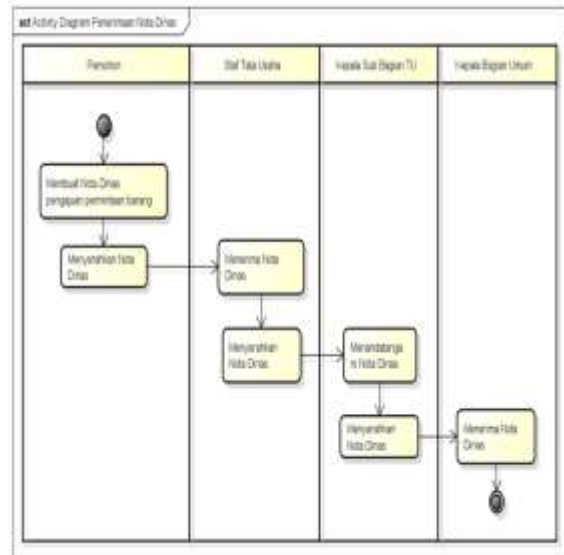 act Activity Diagram Penerimaan Nota Dinas
Pemohon
Staf Tata Usaha
Kepala Sub Bagian TU
Kepala Bagian Umum
Membuat Nota Dinas
pengajuan permintaan barang
Menyerahkan Nota
Dinas
Menerima Nota
Dinas
Menyerahkan
Nota Dinas
Menandatanga
ni Nota Dinas
Menyerahkan
Nota Dinas
Menerima Nota
Dinas